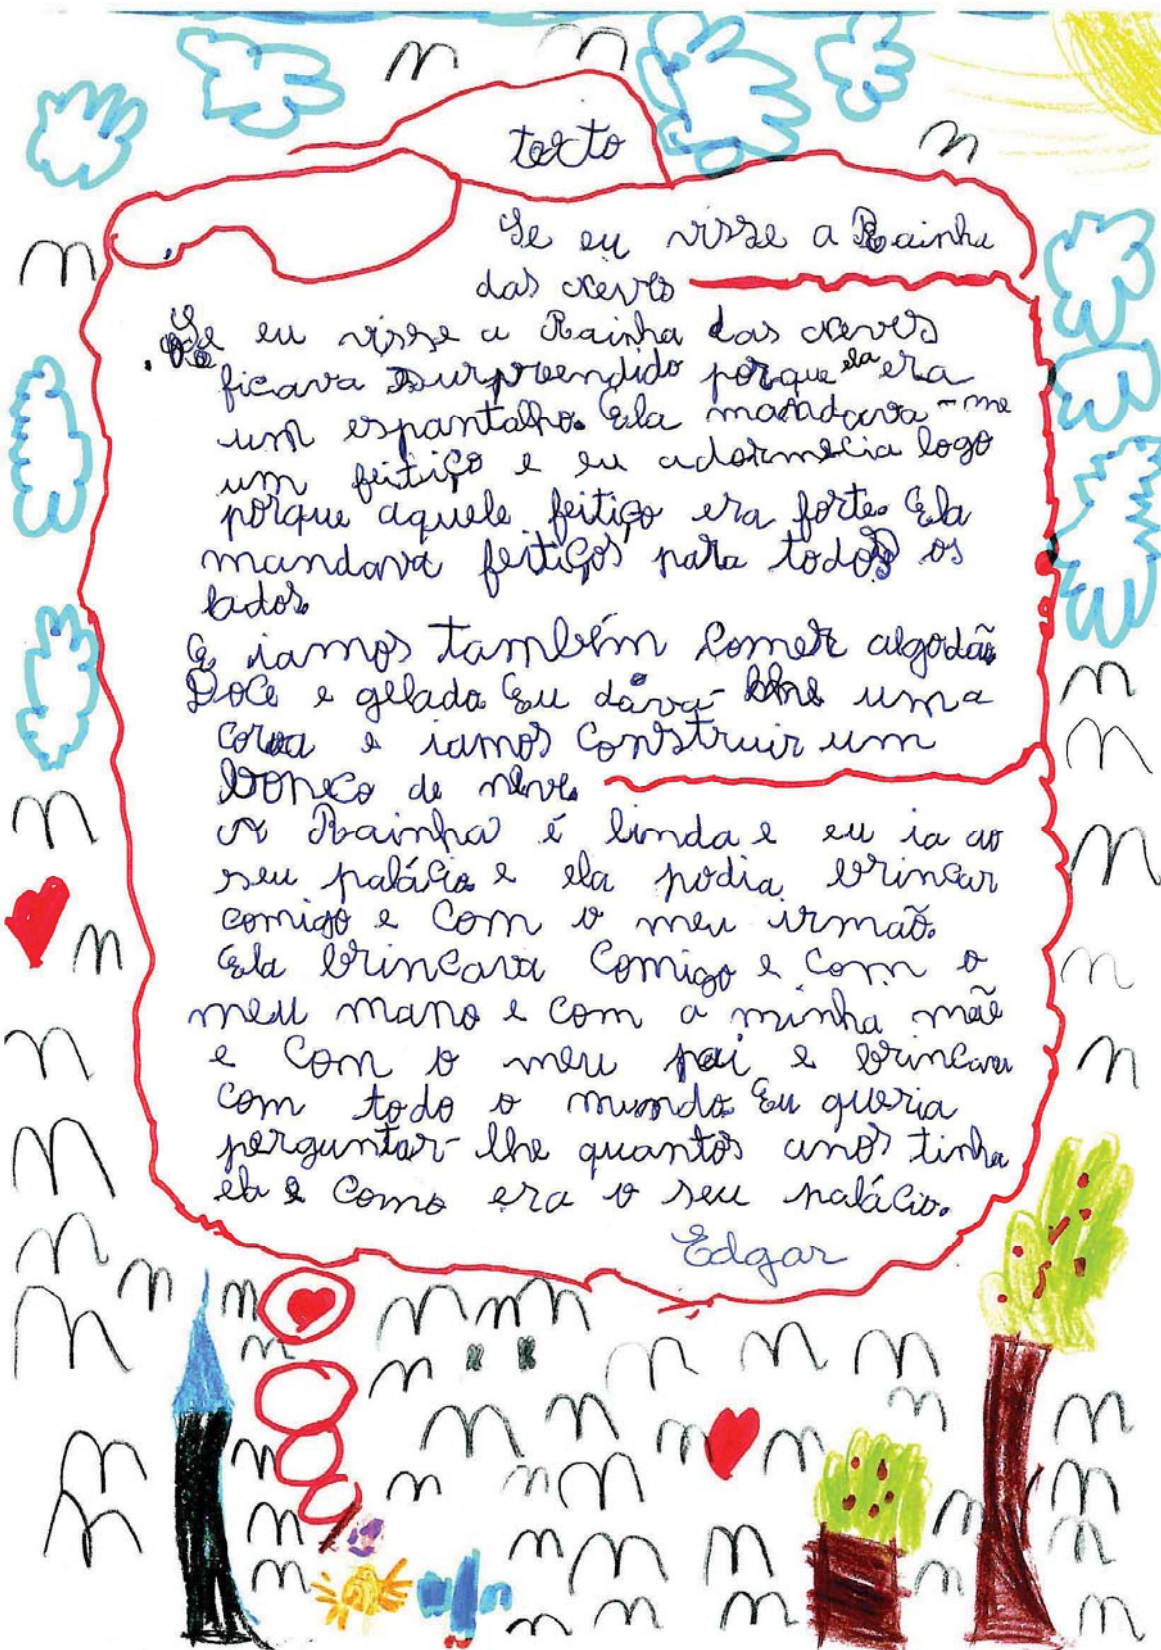 texto
Se eu visse a Rainha
das neves
Se eu visse a Rainha das neves
ficava surpreendido porque ela era
um espantalho. Ela mandava-me
um feitiço e eu adormecia logo
porque aquele feitiço era forte. Ela
mandava feitiços para todos os
lados.
E iamos também comer algodão
Doce e gelado Eu dava-lhe uma
coroa e iamos construir um
boneco de neve.
A Rainha é linda e eu ia ao
seu palácio e ela podia brincar
comigo e com o meu irmão.
Ela brincava comigo e com o
meu mano e com a minha mãe
e com o meu pai e brincava
com todo o mundo. Eu queria
perguntar-lhe quantos anos tinha
ela e como era o seu palácio.
Edgar